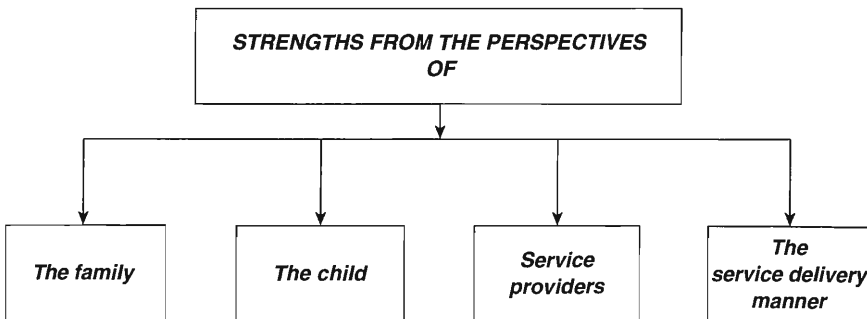 STRENGTHS FROM THE PERSPECTIVES
OF
The family
The child
Service
providers
The
service delivery
manner